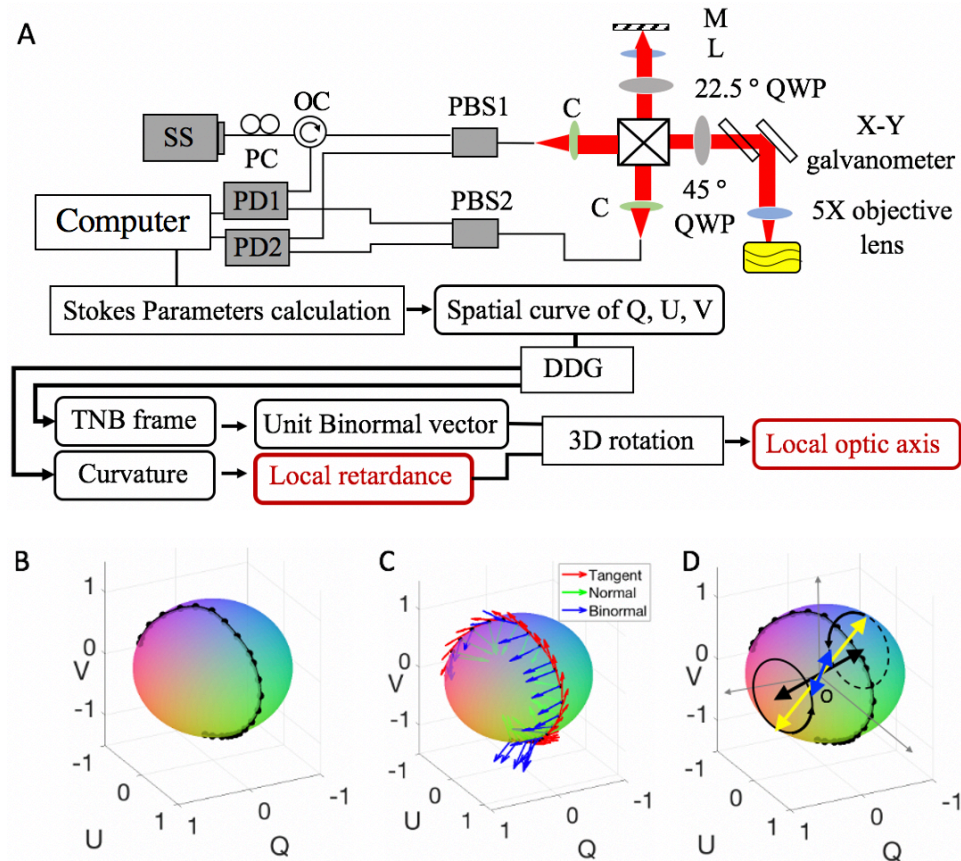 A
M
L
22.5 ° QWP
OC
PBS1
C
SS
PC
X-Y
galvanometer
PD1
45 °
QWP
PBS2
C
5X objective
lens
Computer
PD2
Stokes Parameters calculation
Spatial curve of Q, U, V
DDG
TNB frame
Unit Binormal vector
3D rotation
Local optic axis
Curvature
Local retardance
B
1
0
V
-1
-1
0
U
1
1
0
Q
-1
C
Tangent
Normal
Binormal
1
0
V
-1
-1
0
U
1
1
0
Q
-1
D
1
0
V
-1
O
-1
0
U
1
1
0
Q
-1